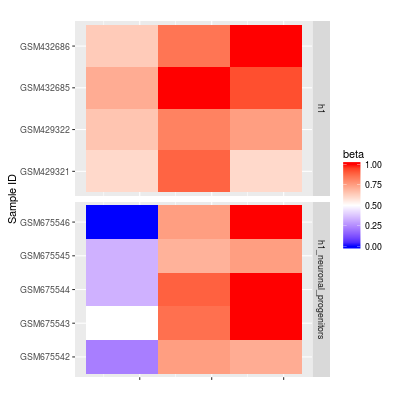 GSM432686
GSM432685
GSM429322
GSM429321
h1
GSM675546
GSM675545
GSM675544
GSM675543
GSM675542
h1_neuronal_progenitors
Sample ID
beta
1.00
0.75
0.50
0.25
0.00